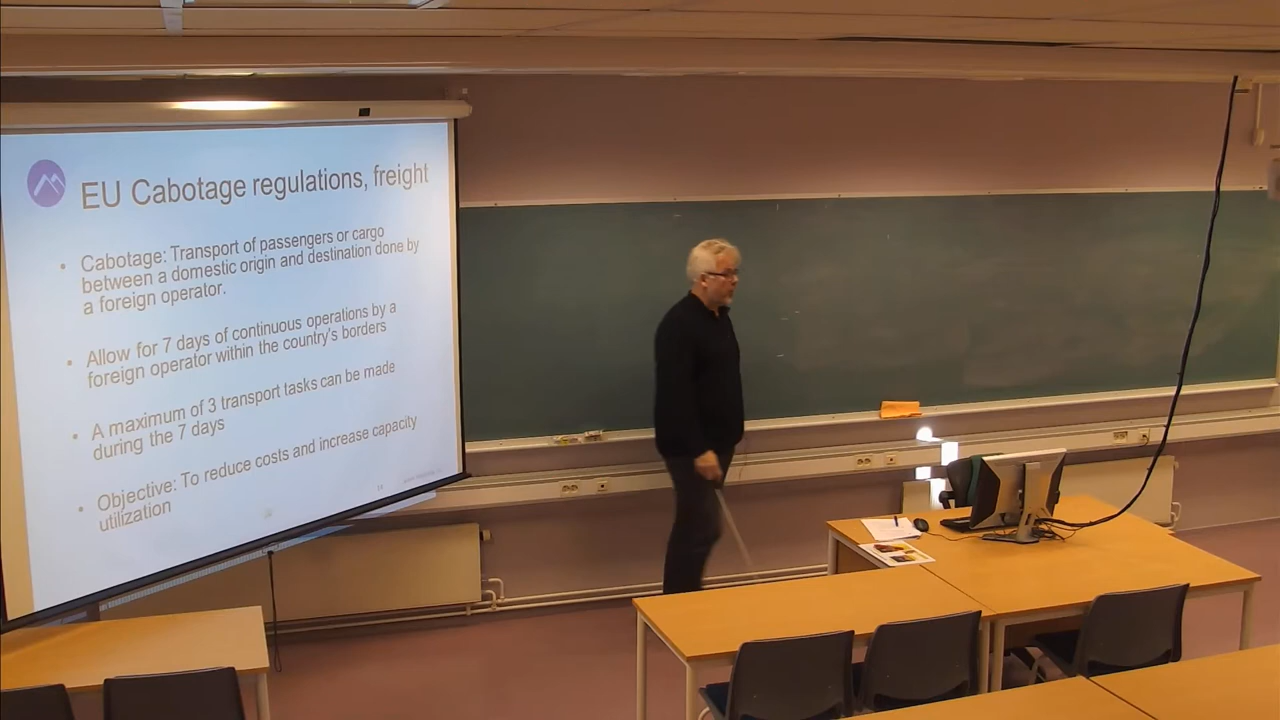 EU Cabotage regulations, freight
• Cabotage: Transport of passengers or cargo
between a domestic origin and destination done by
a foreign operator.
• Allow for 7 days of continuous operations by a
foreign operator within the country's borders
• A maximum of 3 transport tasks can be made
during the 7 days
• Objective: To reduce costs and increase capacity
utilization